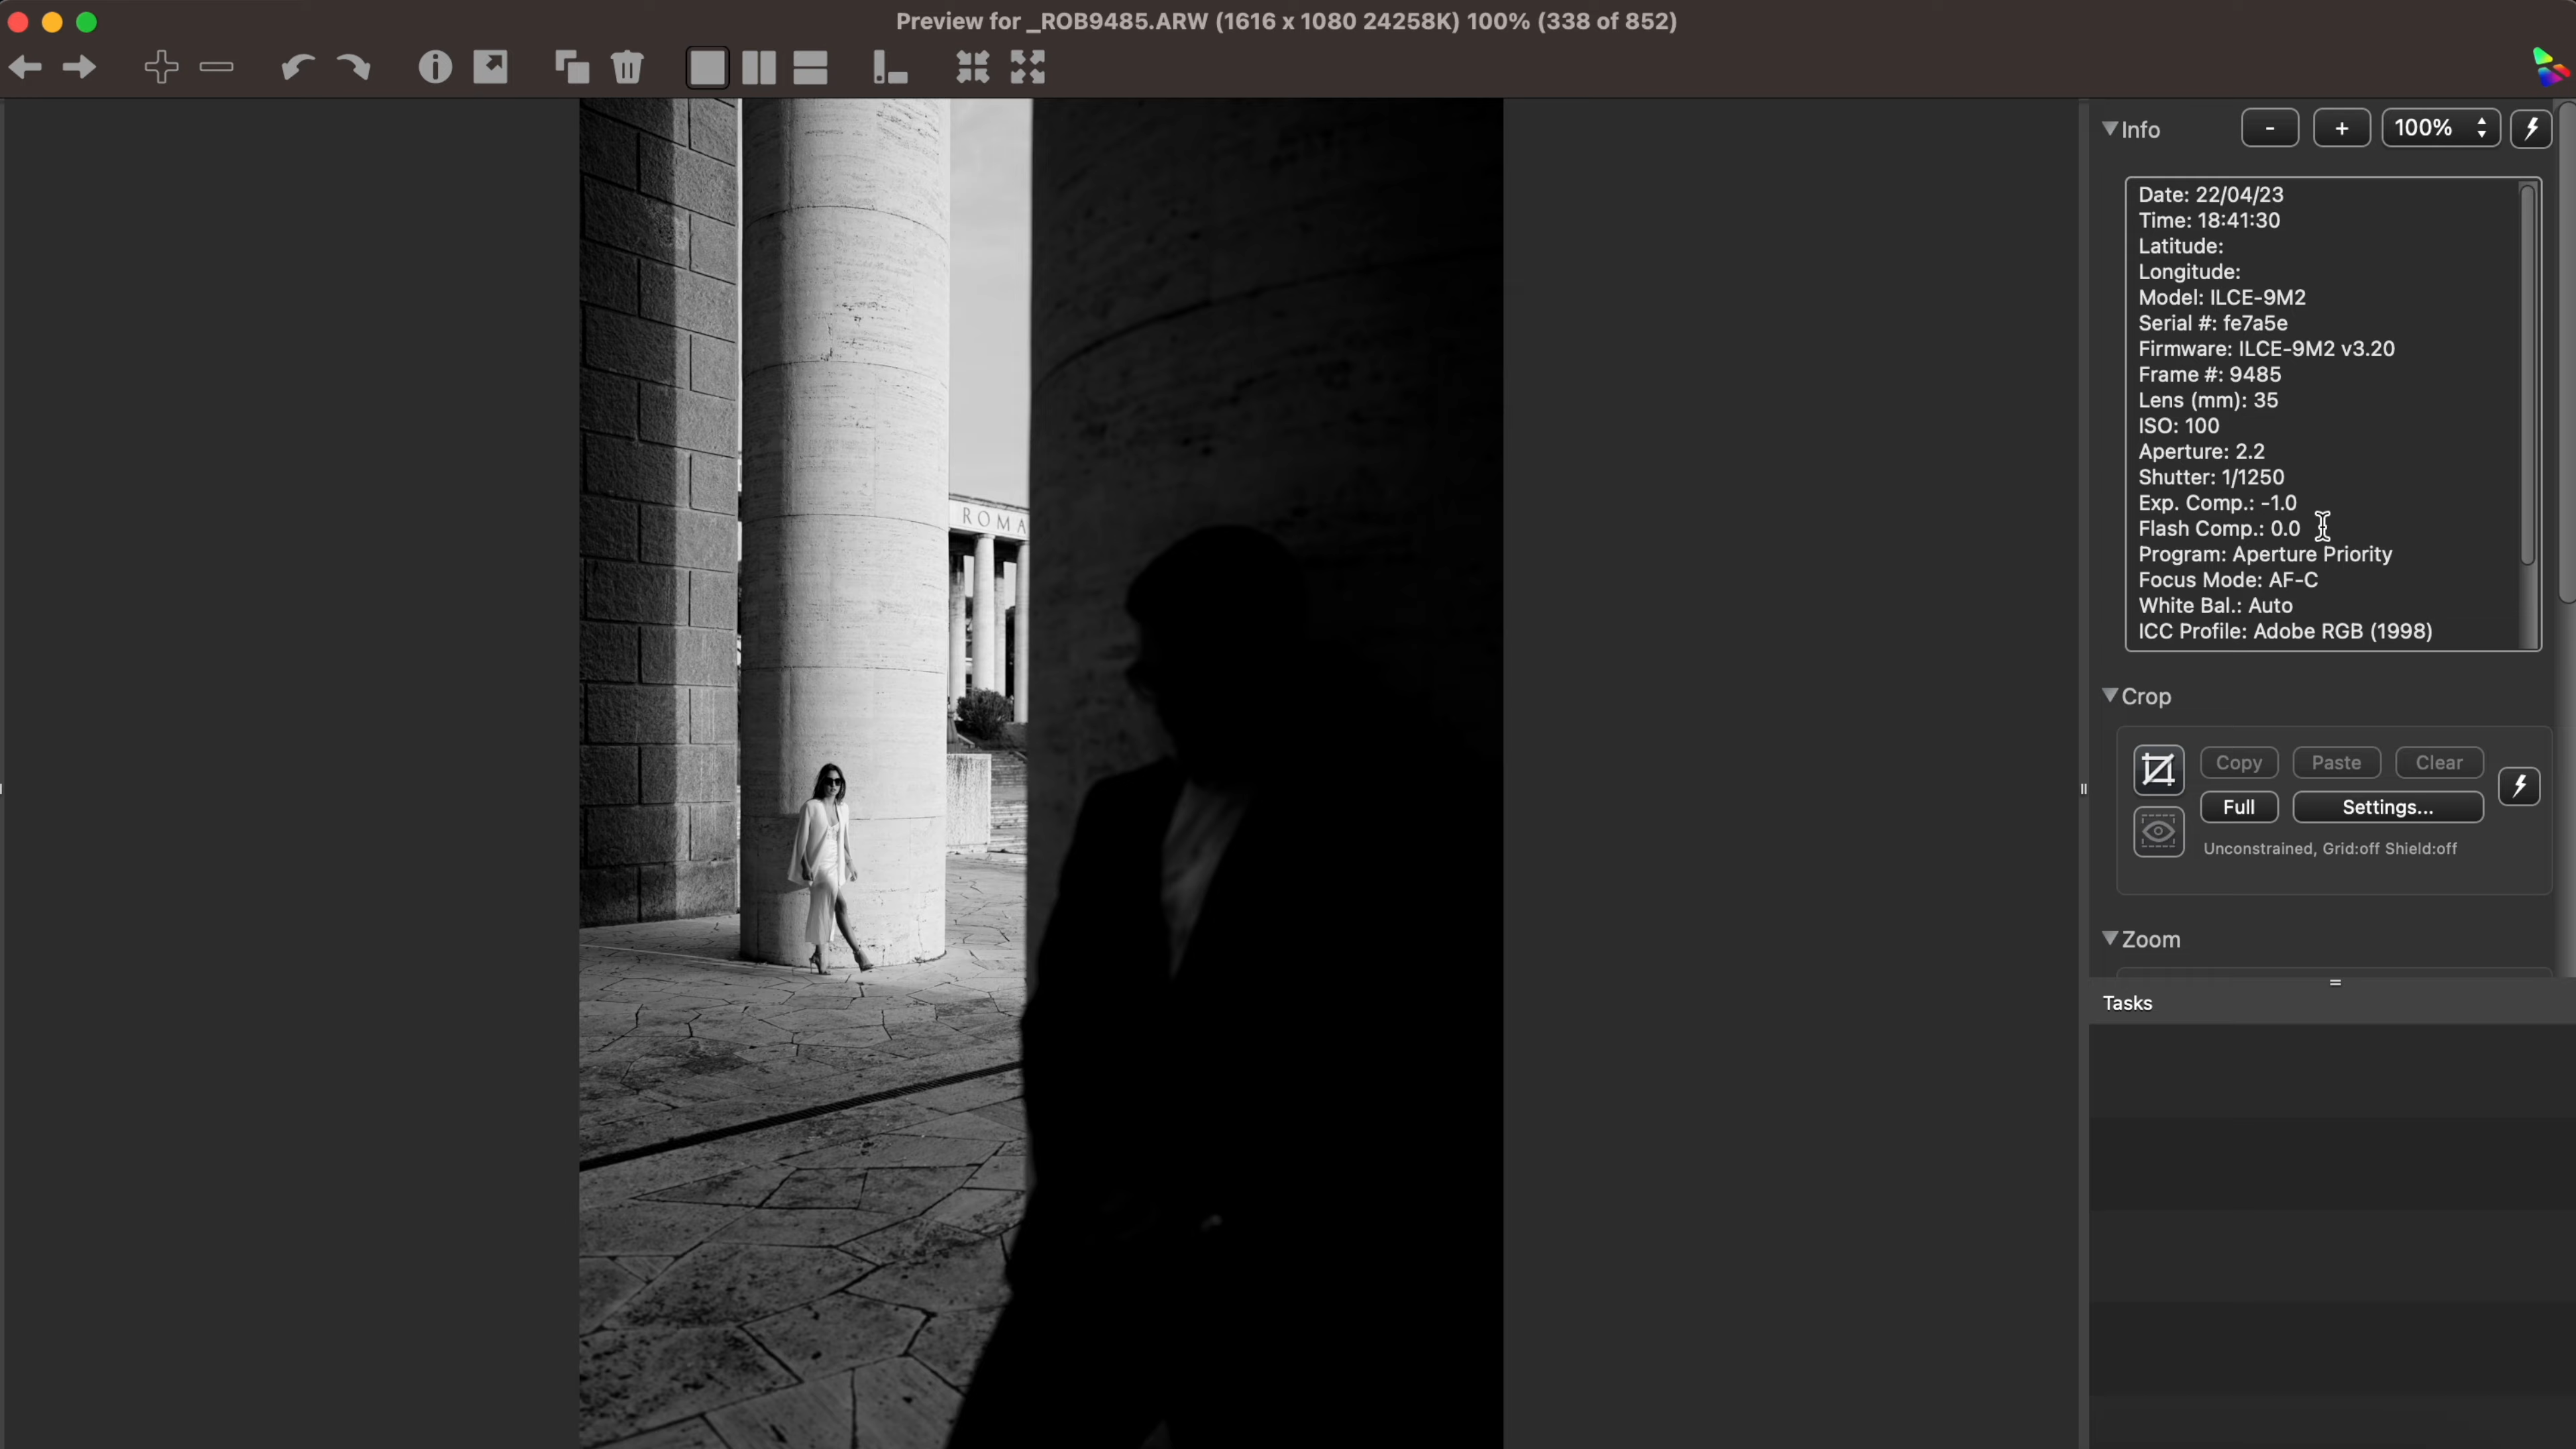 Preview for _ROB9485.ARW (1616 x 1080 24258K) 100% (338 of 852)
Info
-
+
100%
Date: 22/04/23
Time: 18:41:30
Latitude:
Longitude:
Model: ILCE-9M2
Serial #: fe7a5e
Firmware: ILCE-9M2 v3.20
Frame #: 9485
Lens (mm): 35
ISO: 100
Aperture: 2.2
Shutter: 1/1250
Exp. Comp.: -1.0
Flash Comp.: 0.0
Program: Aperture Priority
Focus Mode: AF-C
White Bal.: Auto
ICC Profile: Adobe RGB (1998)
ROMA
Crop
Copy Paste Clear
Full Settings...
Unconstrained, Grid:off Shield:off
Zoom
Tasks